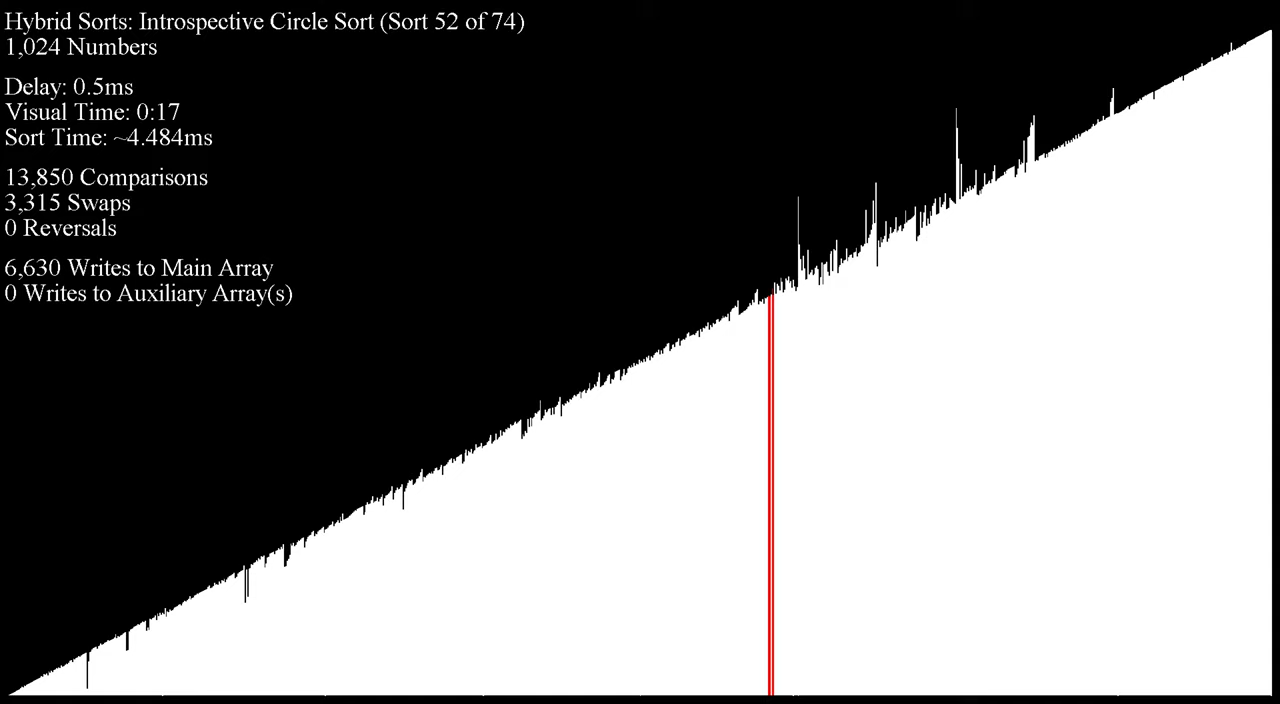 Hybrid Sorts: Introspective Circle Sort (Sort 52 of 74)
1,024 Numbers
Delay: 0.5ms
Visual Time: 0:17
Sort Time: ~4.484ms
13,850 Comparisons
3,315 Swaps
0 Reversals
6,630 Writes to Main Array
0 Writes to Auxiliary Array(s)